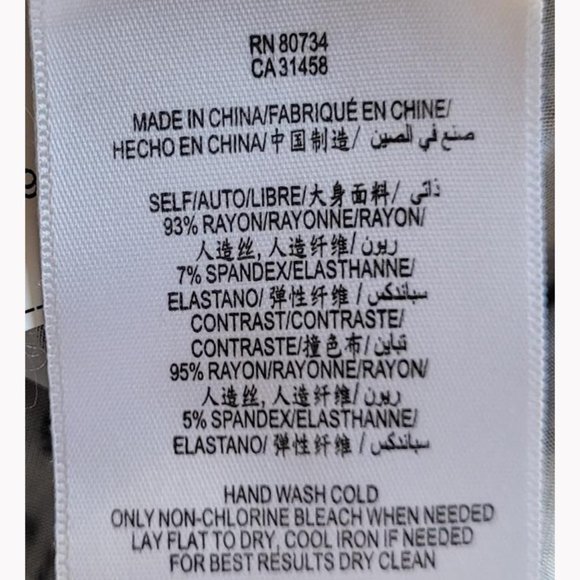 RN 80734
CA 31458
MADE IN CHINA/FABRIQUÉ EN CHINE/
HECHO EN CHINA/中国制造/ صنع في الصين
SELF/AUTO/LIBRE/大身面料/ ذاتي
93% RAYON/RAYONNE/RAYON/
人造丝, 人造纤维/ ريون
7% SPANDEX/ELASTHANNE/
ELASTANO/ 弹性纤维 / سباندكس
CONTRAST/CONTRASTE/
CONTRASTE/撞色布/ تباين
95% RAYON/RAYONNE/RAYON/
人造丝, 人造纤维/ ريون
5% SPANDEX/ELASTHANNE/
ELASTANO/ 弹性纤维/ سباندكس
HAND WASH COLD
ONLY NON-CHLORINE BLEACH WHEN NEEDED
LAY FLAT TO DRY, COOL IRON IF NEEDED
FOR BEST RESULTS DRY CLEAN